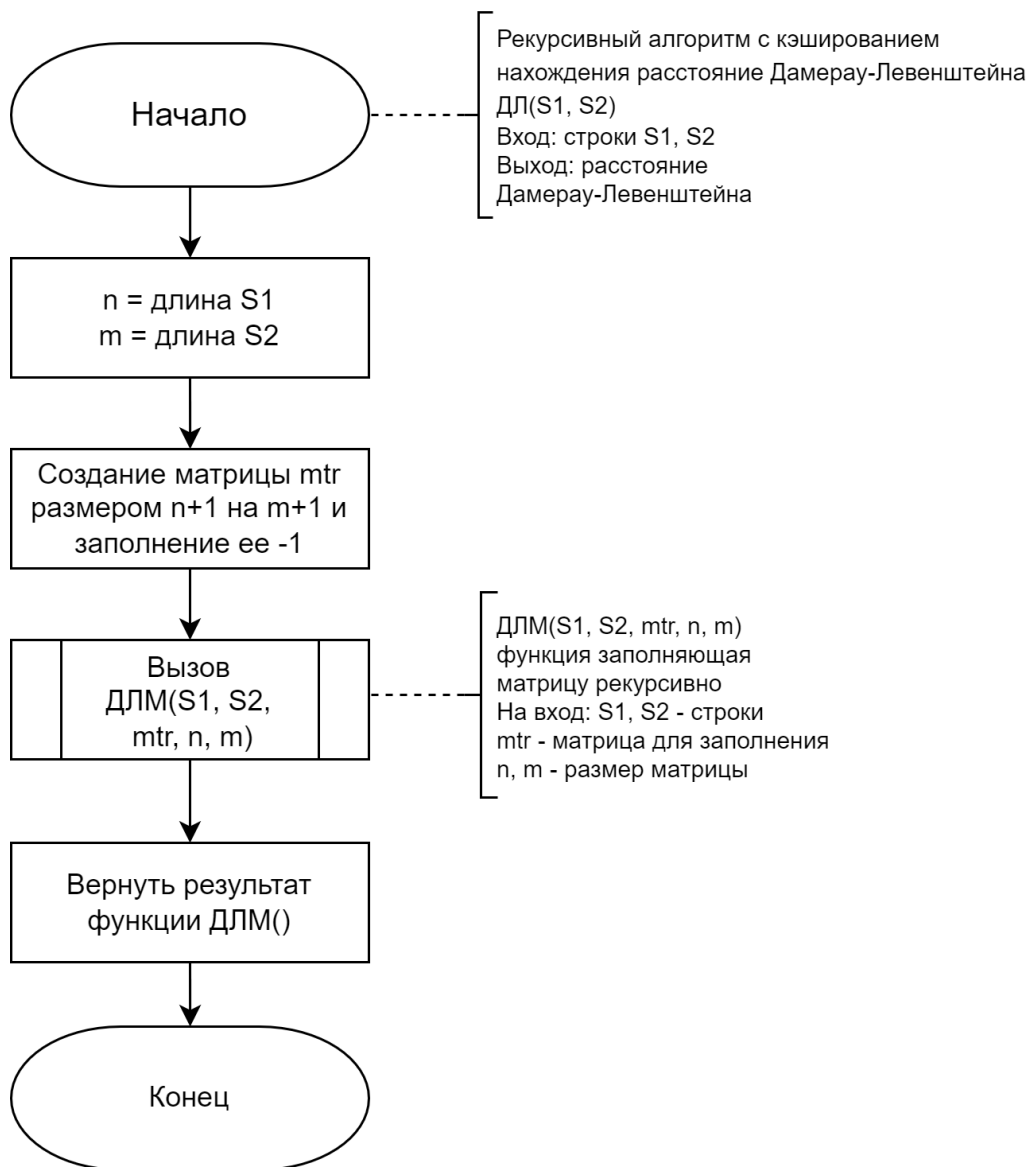 Начало
Рекурсивный алгоритм с кэшированием
нахождения расстояние Дамерау-Левенштейна
ДЛ(S1, S2)
Вход: строки S1, S2
Выход: расстояние
Дамерау-Левенштейна
n = длина S1
m = длина S2
Создание матрицы mtr
размером n+1 на m+1 и
заполнение ее -1
Вызов
ДЛМ(S1, S2,
mtr, n, m)
ДЛМ(S1, S2, mtr, n, m)
функция заполняющая
матрицу рекурсивно
На вход: S1, S2 - строки
mtr - матрица для заполнения
n, m - размер матрицы
Вернуть результат
функции ДЛМ()
Конец